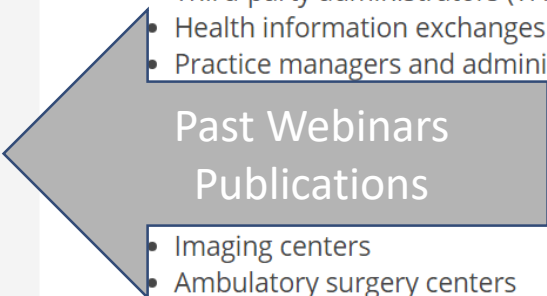 • Health information exchanges
• Practice managers and admini
Past Webinars
Publications
• Imaging centers
• Ambulatory surgery centers